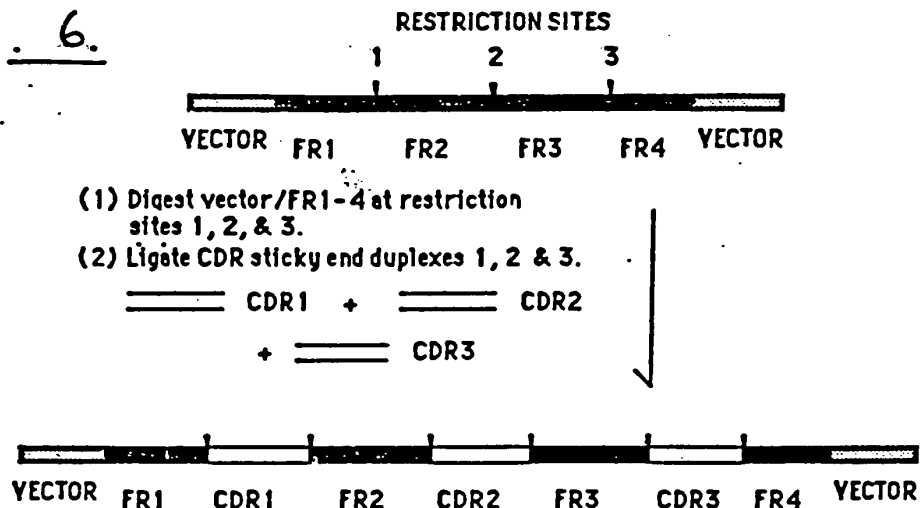 . 6.
RESTRICTION SITES
1 2 3
VECTOR FR1 FR2 FR3 FR4 VECTOR
(1) Digest vector/FR1-4 at restriction
sites 1, 2, & 3.
(2) Ligate CDR sticky end duplexes 1, 2 & 3.
CDR1 + CDR2
+ CDR3
VECTOR FR1 CDR1 FR2 CDR2 FR3 CDR3 FR4 VECTOR